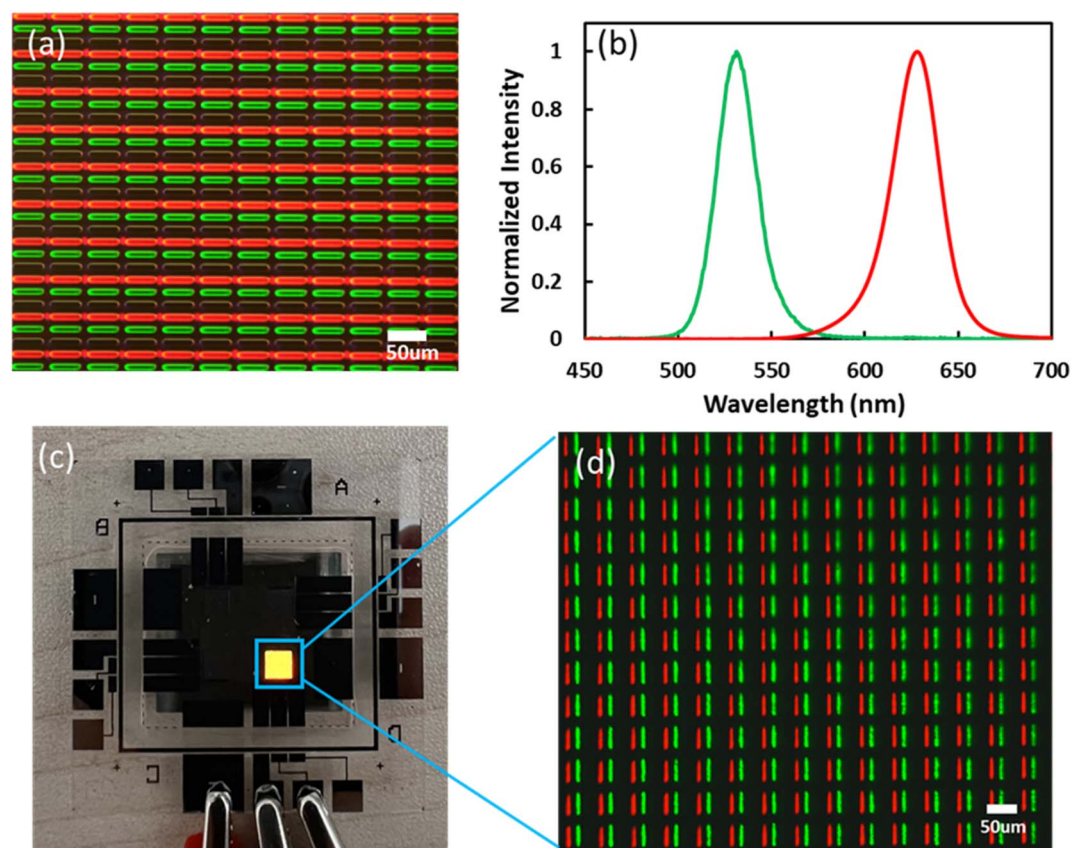 (a)
50um
(b)
Normalized Intensity
1
0.8
0.6
0.4
0.2
0
450 500 550 600 650 700
Wavelength (nm)
(c)
A
B
C
D
(d)
50um